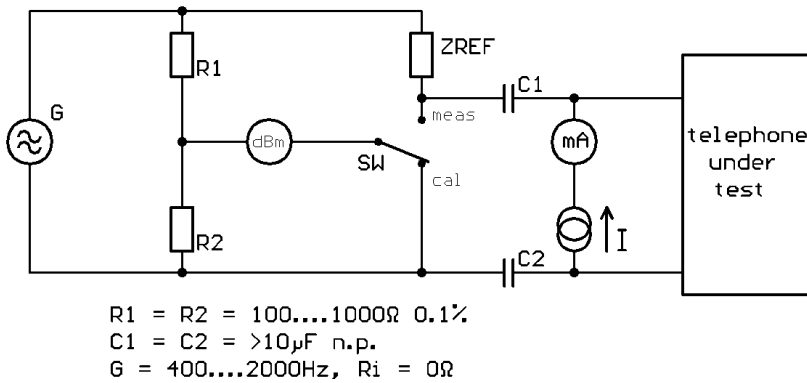 ZREF
R1
C1
G
meas
dBm
mA
telephone
under
test
SW
cal
R2
I
C2
R1 = R2 = 100....1000Ω 0.1%
C1 = C2 = >10µF n.p.
G = 400....2000Hz, Ri = 0Ω